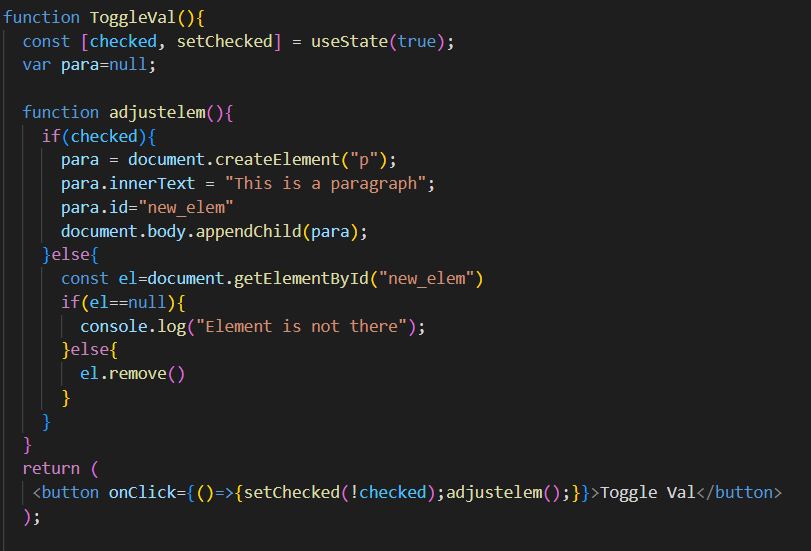 function ToggleVal(){
const [checked, setChecked] = useState(true);
var para=null;
function adjustelem(){
if(checked){
para = document.createElement("p");
para.innerText = "This is a paragraph";
para.id="new_elem"
document.body.appendChild(para);
}else{
const el=document.getElementById("new_elem")
if(el==null){
console.log("Element is not there");
}else{
el.remove()
}
}
}
return (
<button onClick={()=>{setChecked(!checked);adjustelem();}}>Toggle Val</button>
);